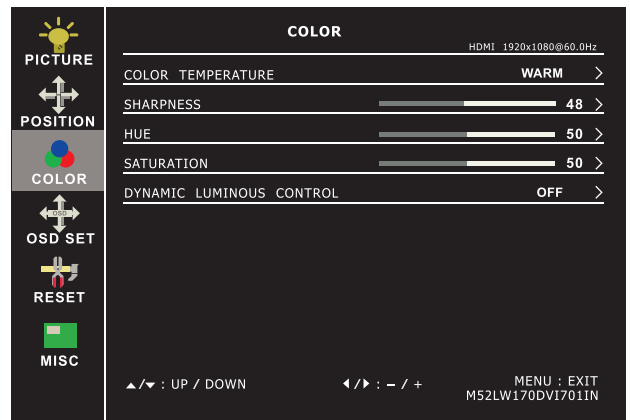 PICTURE
POSITION
COLOR
OSD
OSD SET
RESET
MISC
COLOR
HDMI 1920x1080@60.0Hz
COLOR TEMPERATURE WARM >
SHARPNESS 48 >
HUE 50 >
SATURATION 50 >
DYNAMIC LUMINOUS CONTROL OFF >
▲/▼ : UP / DOWN ◀/▶ : – / + MENU : EXIT
M52LW170DVI701IN